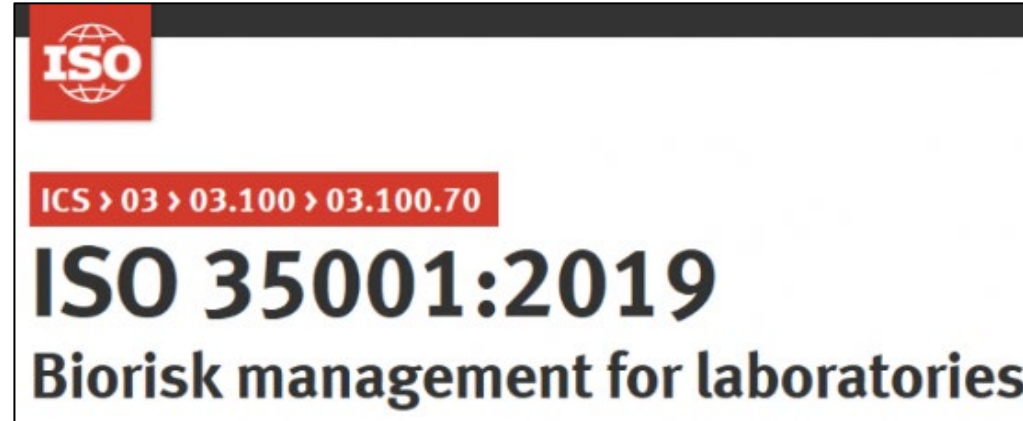 ISO
ICS › 03 › 03.100 › 03.100.70
ISO 35001:2019
Biorisk management for laboratories